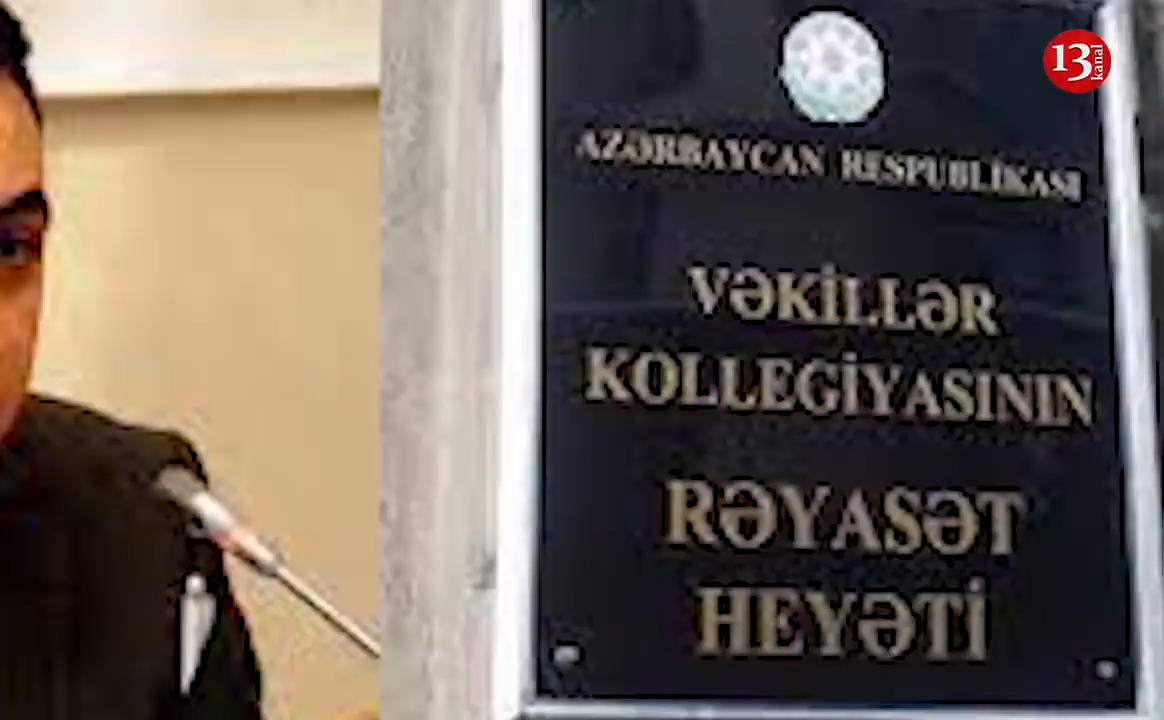 13 kanal
AZƏRBAYCAN RESPUBLİKASI
VƏKİLLƏR
KOLLEGİYASININ
RƏYASƏT
HEYƏTİ